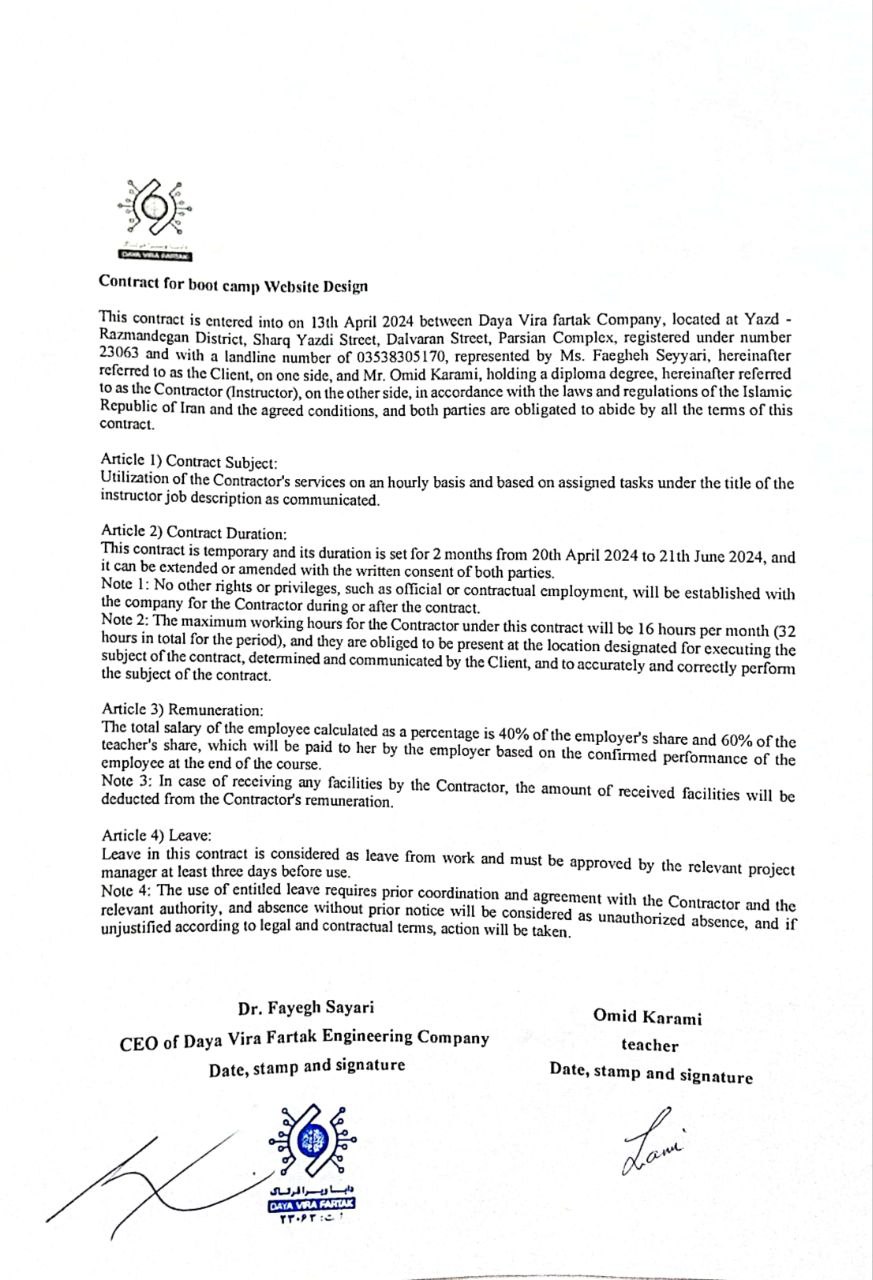 DAYA VIRA FARTAK
Contract for boot camp Website Design
This contract is entered into on 13th April 2024 between Daya Vira fartak Company, located at Yazd -
Razmandegan District, Sharq Yazdi Street, Dalvaran Street, Parsian Complex, registered under number
23063 and with a landline number of 03538305170, represented by Ms. Faegheh Seyyari, hereinafter
referred to as the Client, on one side, and Mr. Omid Karami, holding a diploma degree, hereinafter referred
to as the Contractor (Instructor), on the other side, in accordance with the laws and regulations of the Islamic
Republic of Iran and the agreed conditions, and both parties are obligated to abide by all the terms of this
contract.
Article 1) Contract Subject:
Utilization of the Contractor's services on an hourly basis and based on assigned tasks under the title of the
instructor job description as communicated.
Article 2) Contract Duration:
This contract is temporary and its duration is set for 2 months from 20th April 2024 to 21th June 2024, and
it can be extended or amended with the written consent of both parties.
Note 1: No other rights or privileges, such as official or contractual employment, will be established with
the company for the Contractor during or after the contract.
Note 2: The maximum working hours for the Contractor under this contract will be 16 hours per month (32
hours in total for the period), and they are obliged to be present at the location designated for executing the
subject of the contract, determined and communicated by the Client, and to accurately and correctly perform
the subject of the contract.
Article 3) Remuneration:
The total salary of the employee calculated as a percentage is 40% of the employer's share and 60% of the
teacher's share, which will be paid to her by the employer based on the confirmed performance of the
employee at the end of the course.
Note 3: In case of receiving any facilities by the Contractor, the amount of received facilities will be
deducted from the Contractor's remuneration.
Article 4) Leave:
Leave in this contract is considered as leave from work and must be approved by the relevant project
manager at least three days before use.
Note 4: The use of entitled leave requires prior coordination and agreement with the Contractor and the
relevant authority, and absence without prior notice will be considered as unauthorized absence, and if
unjustified according to legal and contractual terms, action will be taken.
Dr. Fayegh Sayari
CEO of Daya Vira Fartak Engineering Company
Date, stamp and signature
Omid Karami
teacher
Date, stamp and signature
دایا ویرا فرتاک
DAYA VIRA FARTAK
ث: ۲۳۰۶۳